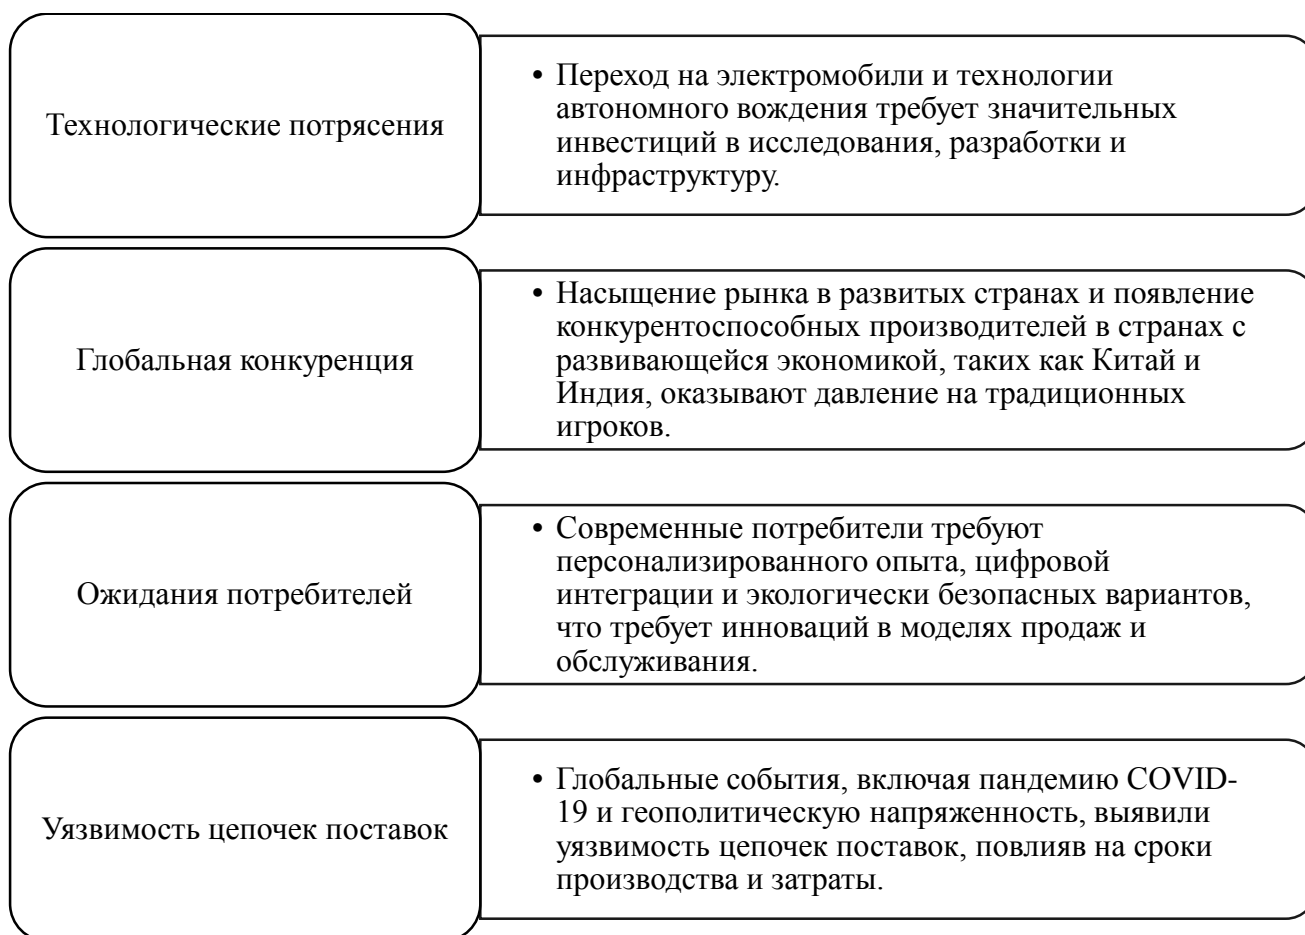 Технологические потрясения
• Переход на электромобили и технологии
автономного вождения требует значительных
инвестиций в исследования, разработки и
инфраструктуру.
Глобальная конкуренция
• Насыщение рынка в развитых странах и появление
конкурентоспособных производителей в странах с
развивающейся экономикой, таких как Китай и
Индия, оказывают давление на традиционных
игроков.
Ожидания потребителей
• Современные потребители требуют
персонализированного опыта, цифровой
интеграции и экологически безопасных вариантов,
что требует инноваций в моделях продаж и
обслуживания.
Уязвимость цепочек поставок
• Глобальные события, включая пандемию COVID-
19 и геополитическую напряженность, выявили
уязвимость цепочек поставок, повлияв на сроки
производства и затраты.